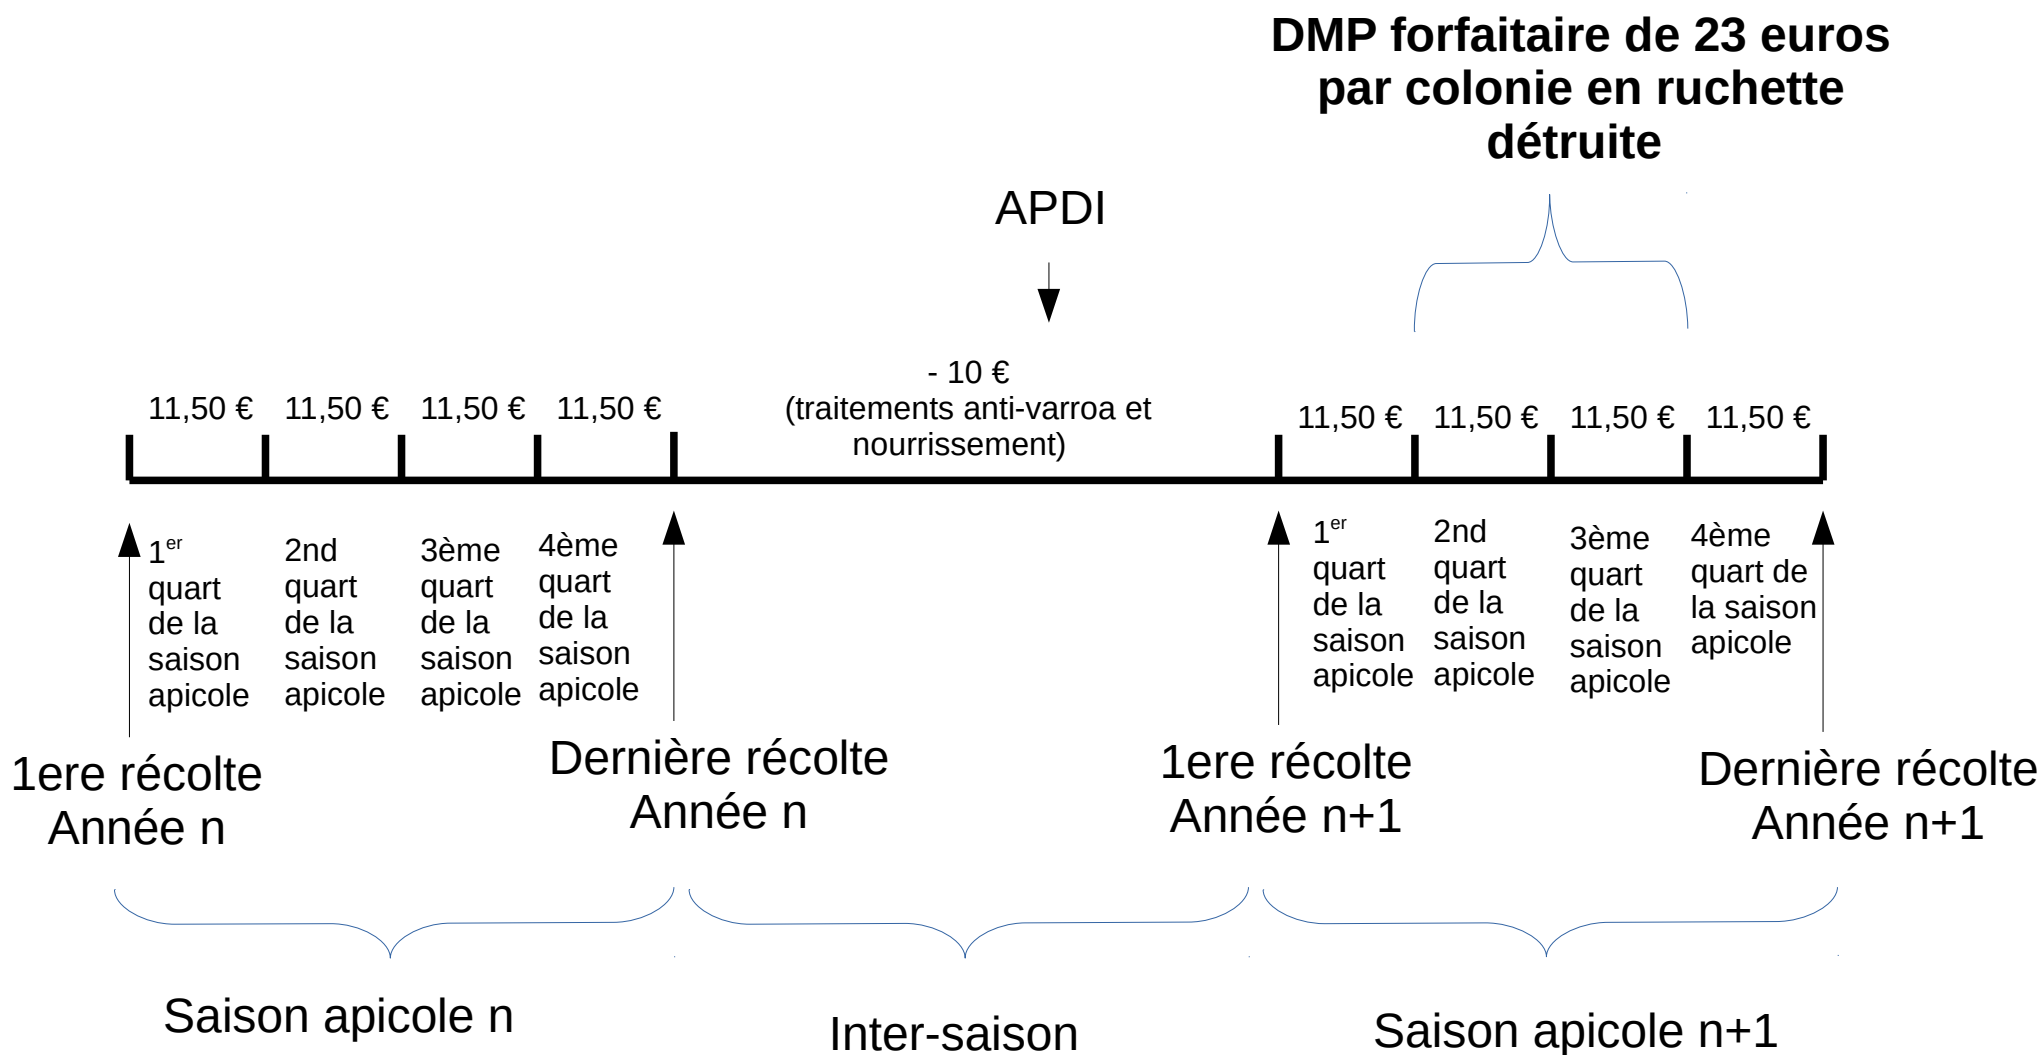 DMP forfaitaire de 23 euros
par colonie en ruchette
détruite
APDI
- 10 €
(traitements anti-varroa et
nourrissement)
11,50 € 11,50 € 11,50 € 11,50 €
11,50 € 11,50 € 11,50 € 11,50 €
1er
quart
de la
saison
apicole
2nd
quart
de la
saison
apicole
3ème
quart
de la
saison
apicole
4ème
quart
de la
saison
apicole
1er
quart
de la
saison
apicole
2nd
quart
de la
saison
apicole
3ème
quart
de la
saison
apicole
4ème
quart de
la saison
apicole
1ere récolte
Année n
Dernière récolte
Année n
1ere récolte
Année n+1
Dernière récolte
Année n+1
Saison apicole n
Inter-saison
Saison apicole n+1